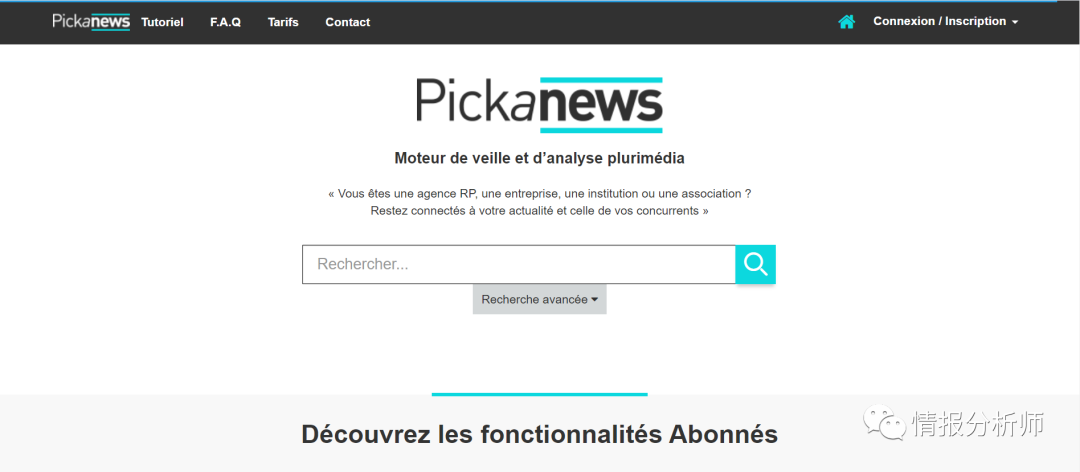 Pickanews Tutoriel F.A.Q Tarifs Contact Connexion / Inscription
Pickanews
Moteur de veille et d'analyse plurimédia
« Vous êtes une agence RP, une entreprise, une institution ou une association ?
Restez connectés à votre actualité et celle de vos concurrents »
Rechercher...
Recherche avancée
Découvrez les fonctionnalités Abonnés
情报分析师